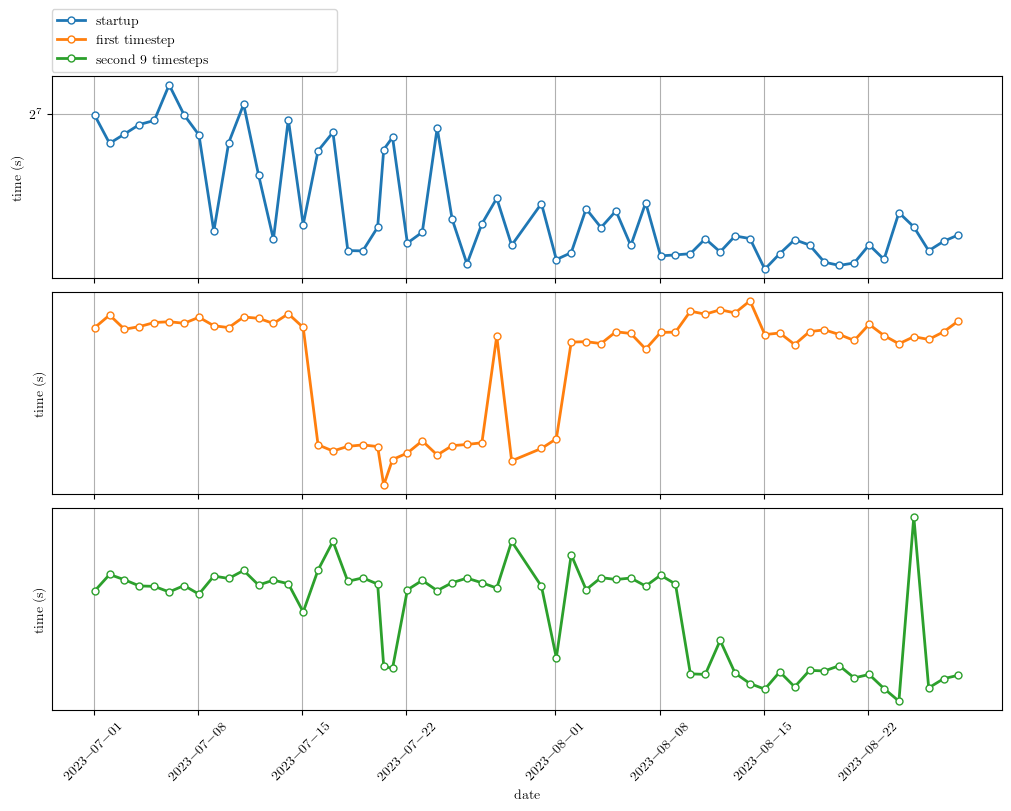 startup
first timestep
second 9 timesteps
2^7
time (s)
time (s)
time (s)
2023−07−01
2023−07−08
2023−07−15
2023−07−22
2023−08−01
2023−08−08
2023−08−15
2023−08−22
date